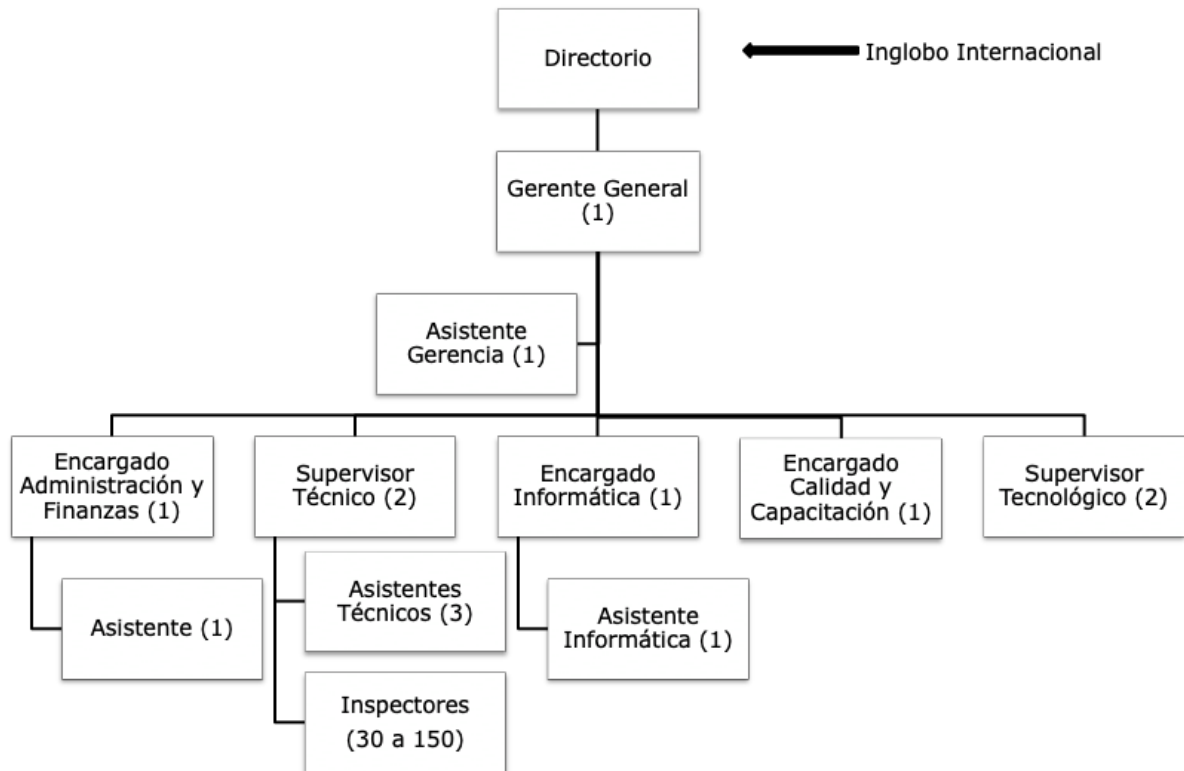 Directorio
Inglobo Internacional
Gerente General
(1)
Asistente
Gerencia (1)
Encargado
Administración y
Finanzas (1)
Supervisor
Técnico (2)
Encargado
Informática (1)
Encargado
Calidad y
Capacitación (1)
Supervisor
Tecnológico (2)
Asistente (1)
Asistentes
Técnicos (3)
Asistente
Informática (1)
Inspectores
(30 a 150)